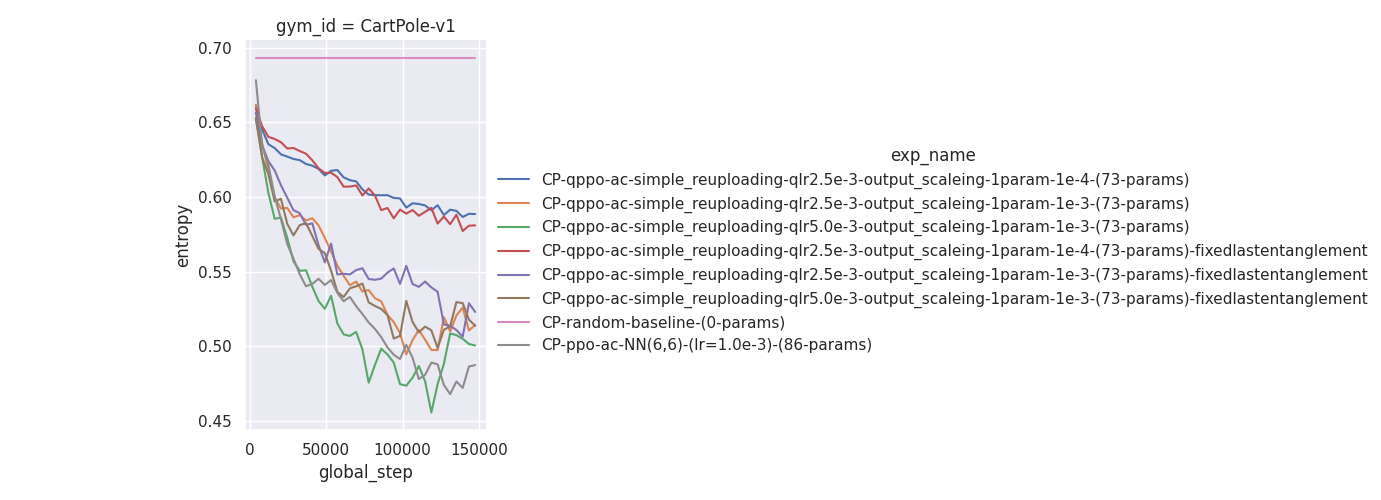 gym_id = CartPole-v1
0.70
0.65
0.60
0.55
0.50
0.45
entropy
0
50000
100000
150000
global_step
exp_name
CP-qppo-ac-simple_reuploading-qlr2.5e-3-output_scaleing-1param-1e-4-(73-params)
CP-qppo-ac-simple_reuploading-qlr2.5e-3-output_scaleing-1param-1e-3-(73-params)
CP-qppo-ac-simple_reuploading-qlr5.0e-3-output_scaleing-1param-1e-3-(73-params)
CP-qppo-ac-simple_reuploading-qlr2.5e-3-output_scaleing-1param-1e-4-(73-params)-fixedlastentanglement
CP-qppo-ac-simple_reuploading-qlr2.5e-3-output_scaleing-1param-1e-3-(73-params)-fixedlastentanglement
CP-qppo-ac-simple_reuploading-qlr5.0e-3-output_scaleing-1param-1e-3-(73-params)-fixedlastentanglement
CP-random-baseline-(0-params)
CP-ppo-ac-NN(6,6)-(lr=1.0e-3)-(86-params)